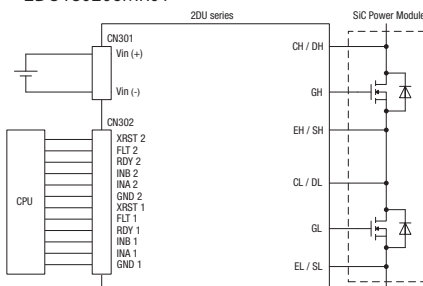 2DU series
SiC Power Module
CN301
Vin (+)
Vin (-)
CH / DH
GH
EH / SH
CN302
XRST 2
FLT 2
RDY 2
INB 2
INA 2
GND 2
XRST 1
FLT 1
RDY 1
INB 1
INA 1
GND 1
CPU
CL / DL
GL
EL / SL